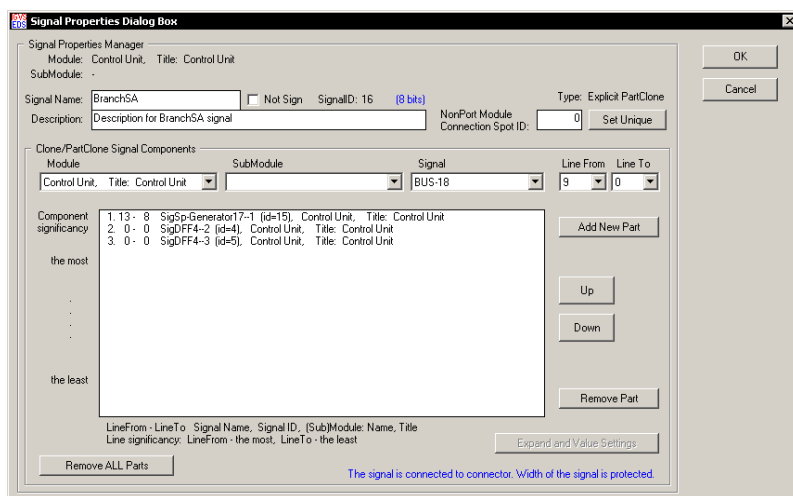 Signal Properties Dialog Box
Signal Properties Manager
Module: Control Unit, Title: Control Unit
SubModule: -
Signal Name: BranchSA Not Sign SignalID: 16 (8 bits) Type: Explicit PartClone
Description: Description for BranchSA signal NonPort Module Connection Spot ID: 0 Set Unique
OK
Cancel
Clone/PartClone Signal Components
Module SubModule Signal Line From Line To
Control Unit, Title: Control Unit BUS-18 9 0
Component significancy
the most
.
.
.
.
the least
1. 13 - 8 SigSp-Generator17--1 (id=15), Control Unit, Title: Control Unit
2. 0 - 0 SigDFF4--2 (id=4), Control Unit, Title: Control Unit
3. 0 - 0 SigDFF4--3 (id=5), Control Unit, Title: Control Unit
Add New Part
Up
Down
Remove Part
LineFrom - LineTo Signal Name, Signal ID, (Sub)Module: Name, Title
Line significancy: LineFrom - the most, LineTo - the least
Expand and Value Settings
Remove ALL Parts
The signal is connected to connector. Width of the signal is protected.